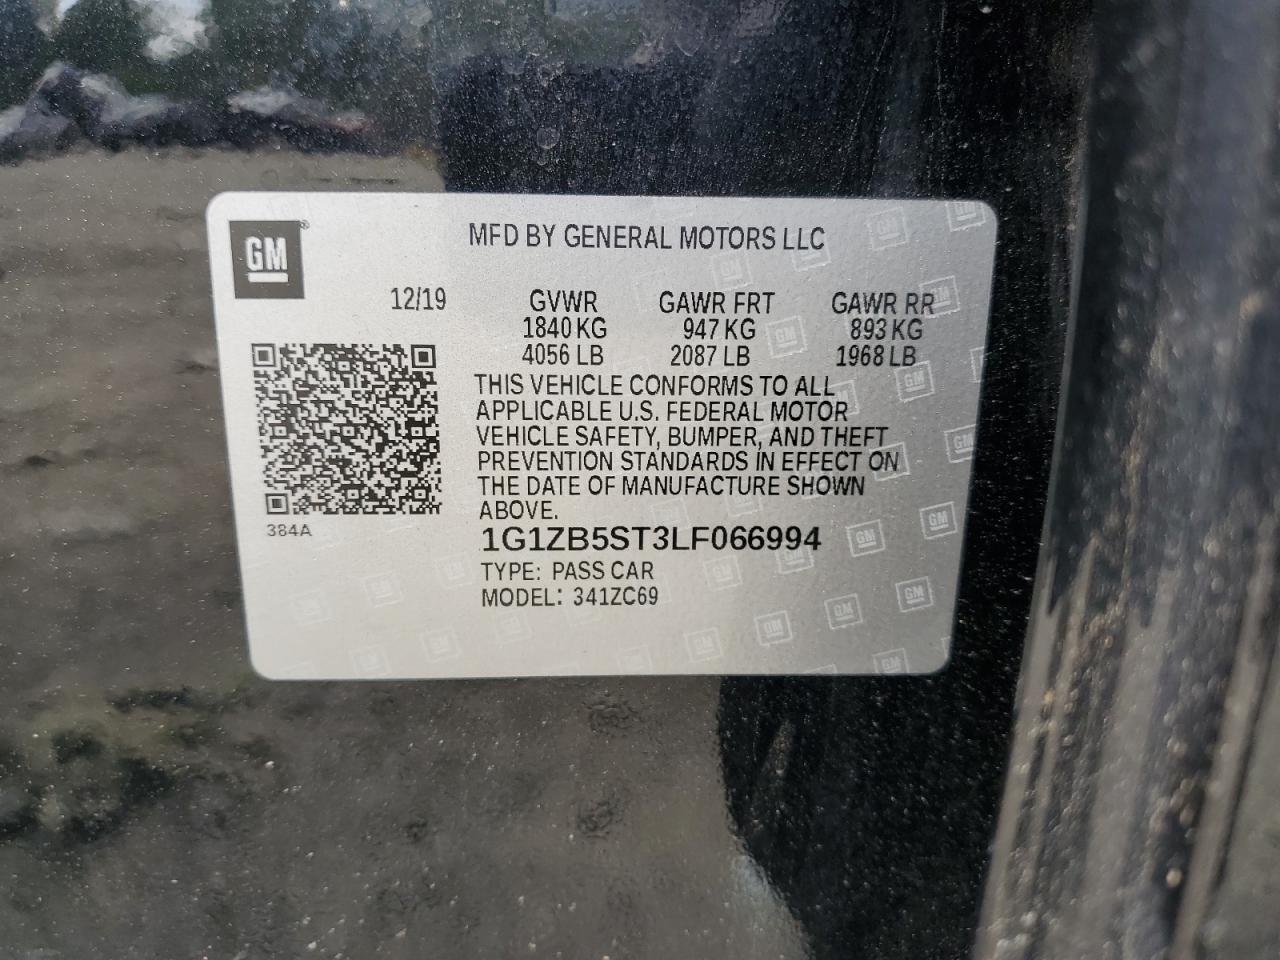 GM®
MFD BY GENERAL MOTORS LLC
12/19 GVWR GAWR FRT GAWR RR
1840 KG 947 KG 893 KG
4056 LB 2087 LB 1968 LB
THIS VEHICLE CONFORMS TO ALL
APPLICABLE U.S. FEDERAL MOTOR
VEHICLE SAFETY, BUMPER, AND THEFT
PREVENTION STANDARDS IN EFFECT ON
THE DATE OF MANUFACTURE SHOWN
ABOVE.
384A
1G1ZB5ST3LF066994
TYPE: PASS CAR
MODEL: 341ZC69